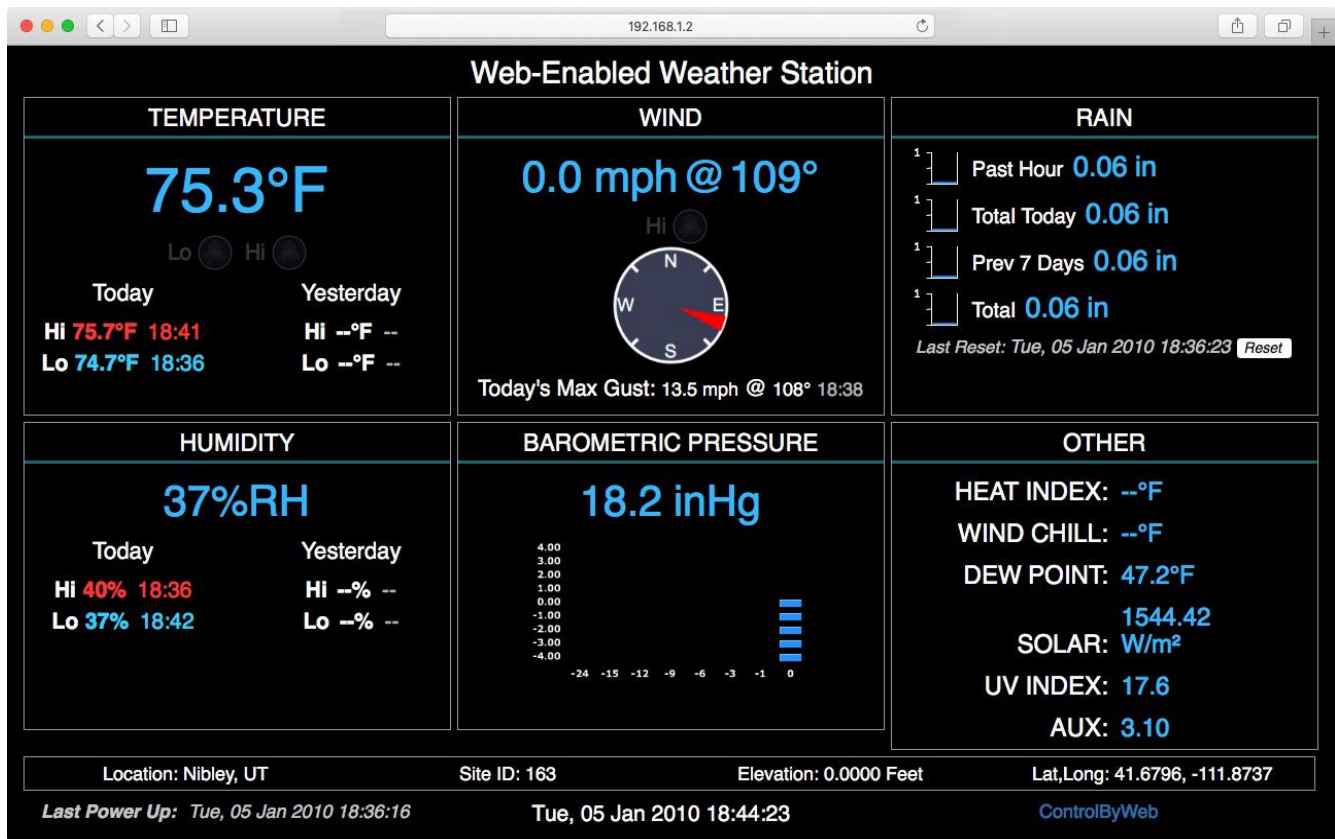 192.168.1.2
Web-Enabled Weather Station
TEMPERATURE
75.3°F
Lo Hi
Today Yesterday
Hi 75.7°F 18:41 Hi --°F --
Lo 74.7°F 18:36 Lo --°F --
WIND
0.0 mph @ 109°
Hi
N
W E
S
Today's Max Gust: 13.5 mph @ 108° 18:38
RAIN
1 Past Hour 0.06 in
1 Total Today 0.06 in
1 Prev 7 Days 0.06 in
1 Total 0.06 in
Last Reset: Tue, 05 Jan 2010 18:36:23 Reset
HUMIDITY
37%RH
Today Yesterday
Hi 40% 18:36 Hi --% --
Lo 37% 18:42 Lo --% --
BAROMETRIC PRESSURE
18.2 inHg
4.00
3.00
2.00
1.00
0.00
-1.00
-2.00
-3.00
-4.00
-24 -15 -12 -9 -6 -3 -1 0
OTHER
HEAT INDEX: --°F
WIND CHILL: --°F
DEW POINT: 47.2°F
1544.42
SOLAR: W/m²
UV INDEX: 17.6
AUX: 3.10
Location: Nibley, UT Site ID: 163 Elevation: 0.0000 Feet Lat,Long: 41.6796, -111.8737
Last Power Up: Tue, 05 Jan 2010 18:36:16 Tue, 05 Jan 2010 18:44:23 ControlByWeb